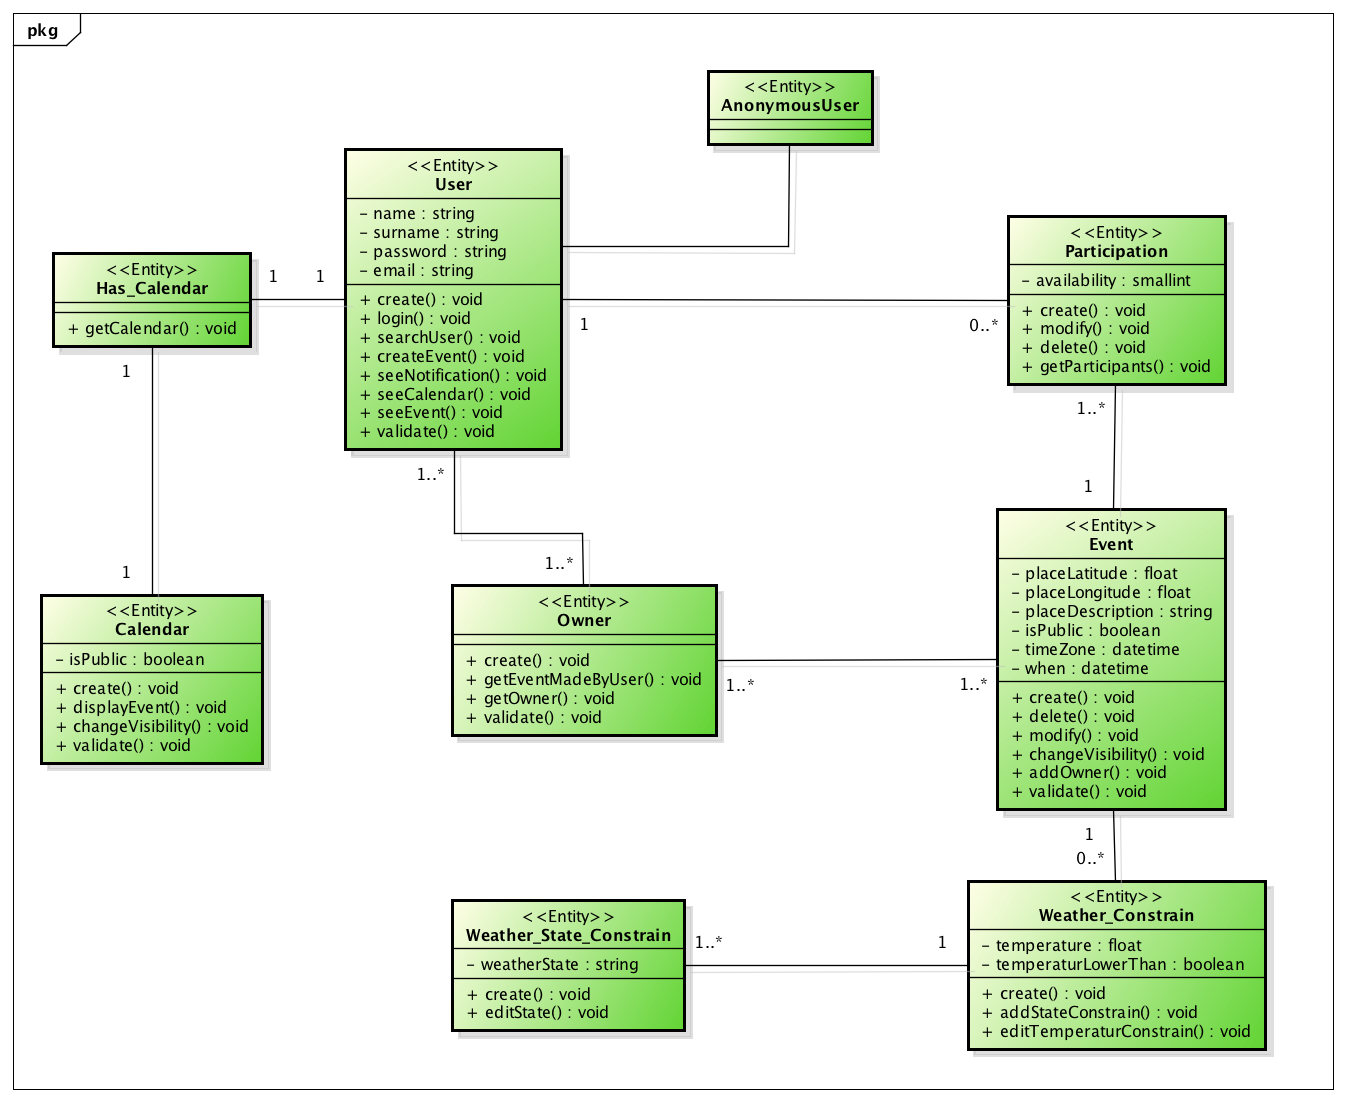 pkg
<<Entity>>
AnonymousUser
<<Entity>>
User
- name : string
- surname : string
- password : string
- email : string
+ create() : void
+ login() : void
+ searchUser() : void
+ createEvent() : void
+ seeNotification() : void
+ seeCalendar() : void
+ seeEvent() : void
+ validate() : void
<<Entity>>
Participation
- availability : smallint
+ create() : void
+ modify() : void
+ delete() : void
+ getParticipants() : void
<<Entity>>
Has_Calendar
+ getCalendar() : void
1
1
1
0..*
1
1
1..*
1..*
1..*
1
<<Entity>>
Event
- placeLatitude : float
- placeLongitude : float
- placeDescription : string
- isPublic : boolean
- timeZone : datetime
- when : datetime
+ create() : void
+ delete() : void
+ modify() : void
+ changeVisibility() : void
+ addOwner() : void
+ validate() : void
<<Entity>>
Calendar
- isPublic : boolean
+ create() : void
+ displayEvent() : void
+ changeVisibility() : void
+ validate() : void
<<Entity>>
Owner
+ create() : void
+ getEventMadeByUser() : void
+ getOwner() : void
+ validate() : void
1..*
1..*
1
0..*
<<Entity>>
Weather_State_Constrain
- weatherState : string
+ create() : void
+ editState() : void
1..*
1
<<Entity>>
Weather_Constrain
- temperature : float
- temperaturLowerThan : boolean
+ create() : void
+ addStateConstrain() : void
+ editTemperaturConstrain() : void